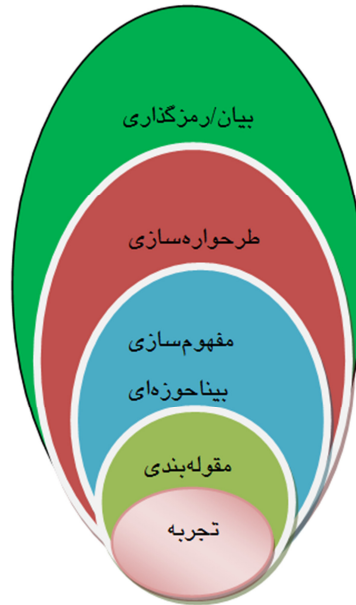 بیان/رمزگذاری
طرحواره‌سازی
مفهوم‌سازی
بیناحوزه‌ای
مقوله‌بندی
تجربه